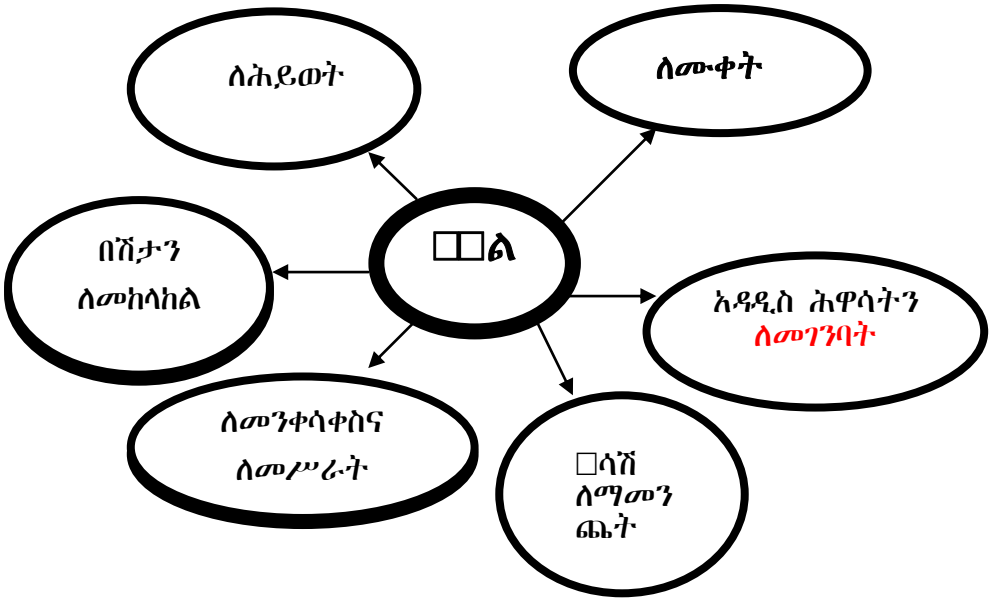 ለሕይወት
ለሙቀት
□□ል
በሽታን
ለመከላከል
አዳዲስ ሕዋሳትን
ለመገንባት
ለመንቀሳቀስና
ለመሥራት
□ሳሽ
ለማመን
ጨት